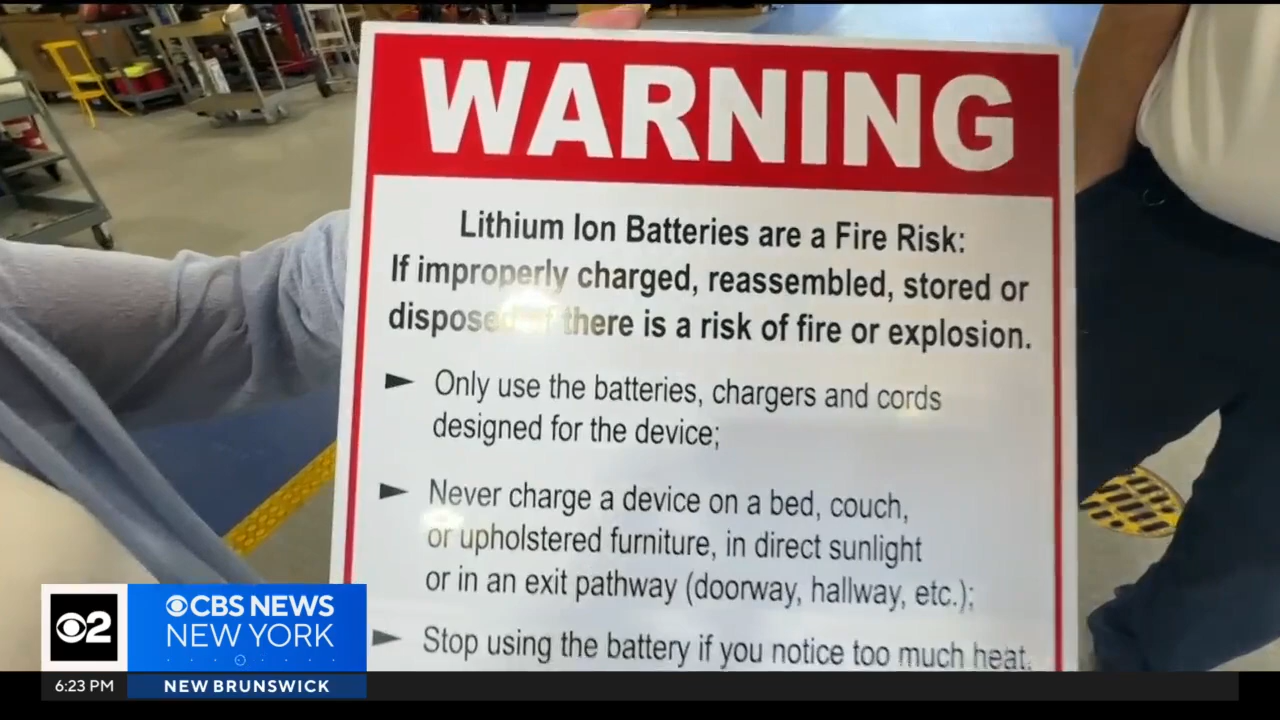 WARNING
Lithium Ion Batteries are a Fire Risk:
If improperly charged, reassembled, stored or
disposed of there is a risk of fire or explosion.
► Only use the batteries, chargers and cords
designed for the device;
► Never charge a device on a bed, couch,
or upholstered furniture, in direct sunlight
or in an exit pathway (doorway, hallway, etc.);
► Stop using the battery if you notice too much heat,
2
CBS NEWS
NEW YORK
6:23 PM
NEW BRUNSWICK